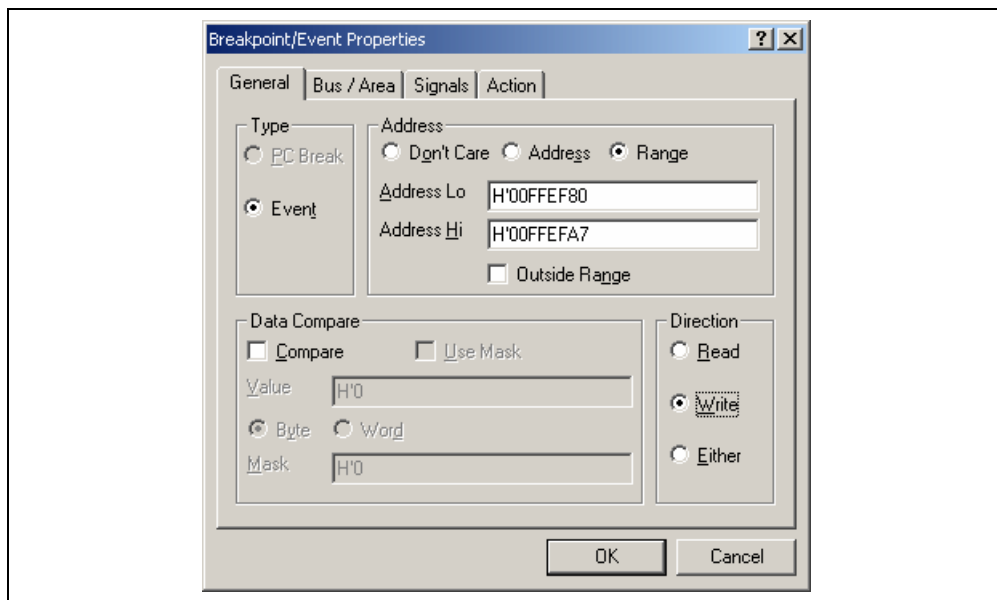 Breakpoint/Event Properties
General Bus / Area Signals Action
Type
PC Break
Event
Address
Don't Care Address Range
Address Lo H'00FFEF80
Address Hi H'00FFEFA7
Outside Range
Data Compare
Compare Use Mask
Value H'0
Byte Word
Mask H'0
Direction
Read
Write
Either
OK Cancel